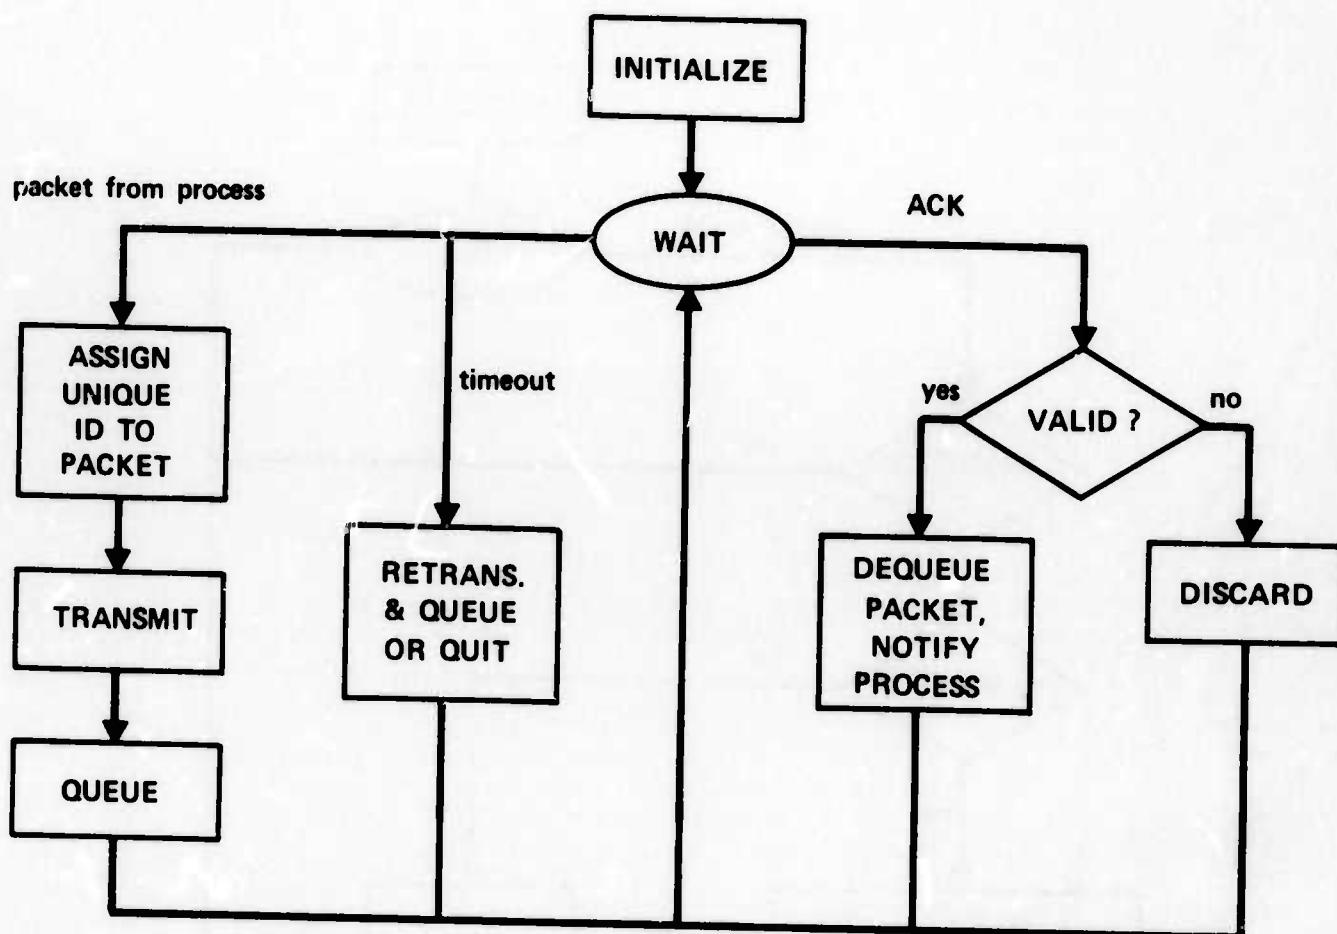 INITIALIZE
packet from process
ACK
WAIT
ASSIGN
UNIQUE
ID TO
PACKET
timeout
yes
VALID ?
no
TRANSMIT
RETRANS.
& QUEUE
OR QUIT
DEQUEUE
PACKET,
NOTIFY
PROCESS
DISCARD
QUEUE